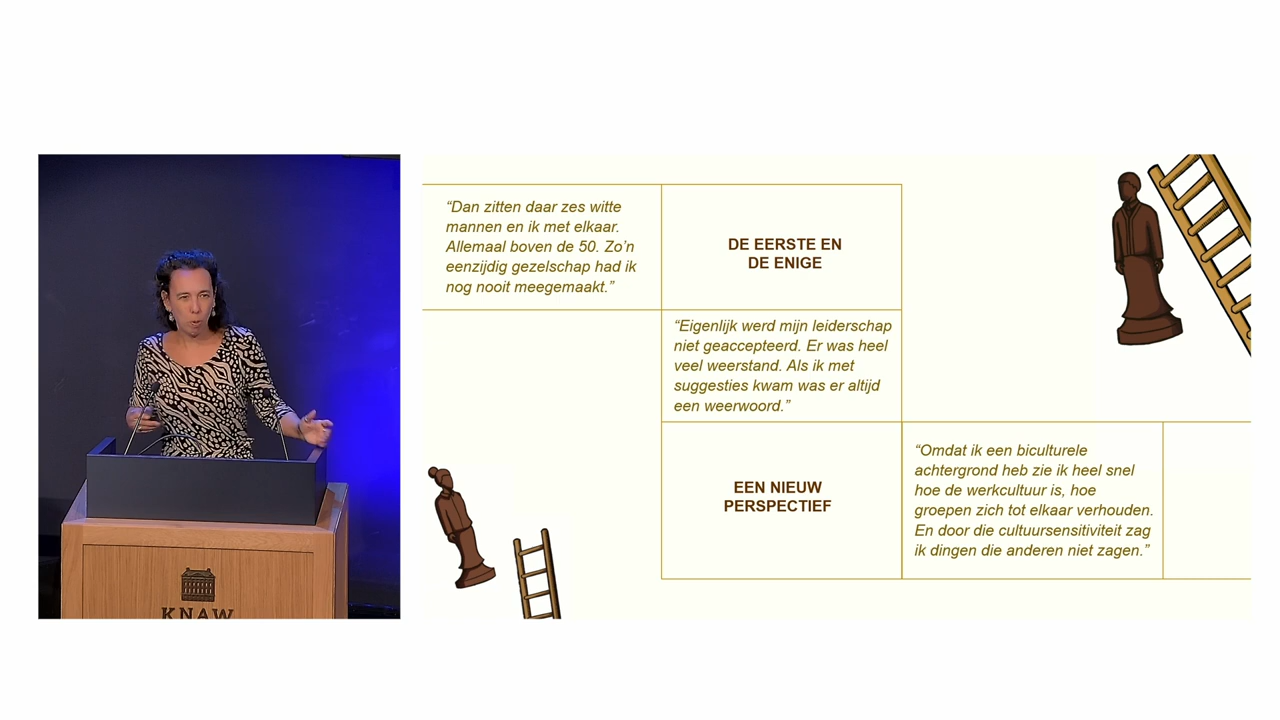 “Dan zitten daar zes witte
mannen en ik met elkaar.
Allemaal boven de 50. Zo’n
eenzijdig gezelschap had ik
nog nooit meegemaakt.”
DE EERSTE EN
DE ENIGE
“Eigenlijk werd mijn leiderschap
niet geaccepteerd. Er was heel
veel weerstand. Als ik met
suggesties kwam was er altijd
een weerwoord.”
EEN NIEUW
PERSPECTIEF
“Omdat ik een biculturele
achtergrond heb zie ik heel snel
hoe de werkcultuur is, hoe
groepen zich tot elkaar verhouden.
En door die cultuursensitiviteit zag
ik dingen die anderen niet zagen.”
KNAW